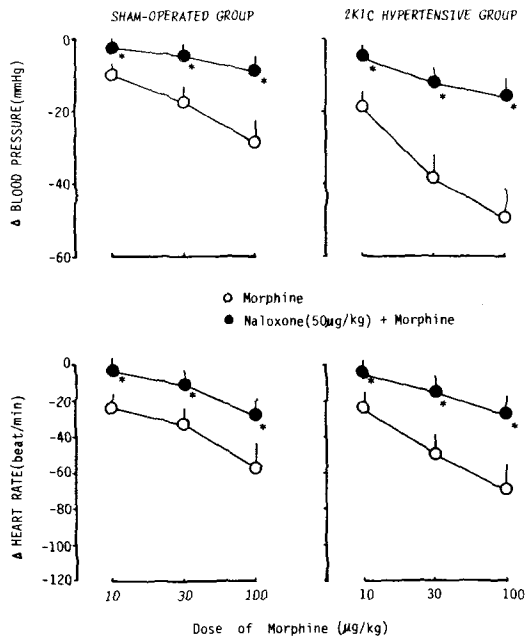 SHAM-OPERATED GROUP
2K1C HYPERTENSIVE GROUP
Δ BLOOD PRESSURE(mmHg)
0
-20
-40
-60
* * *
* * *
○ Morphine
● Naloxone(50μg/kg) + Morphine
Δ HEART RATE(beat/min)
0
-20
-40
-60
-80
-100
-120
* * *
* * *
10 30 100
10 30 100
Dose of Morphine (μg/kg)